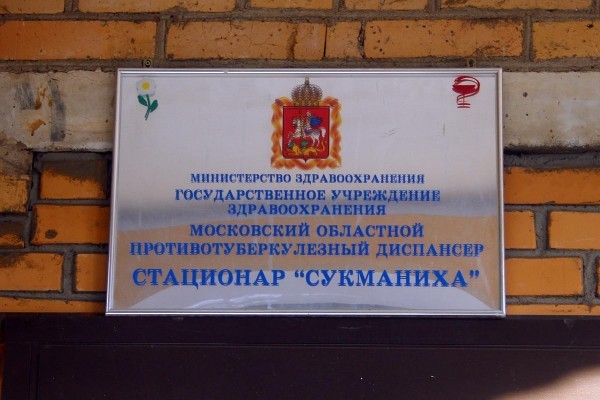 МИНИСТЕРСТВО ЗДРАВООХРАНЕНИЯ
ГОСУДАРСТВЕННОЕ УЧРЕЖДЕНИЕ
ЗДРАВООХРАНЕНИЯ
МОСКОВСКИЙ ОБЛАСТНОЙ
ПРОТИВОТУБЕРКУЛЕЗНЫЙ ДИСПАНСЕР
СТАЦИОНАР "СУКМАНИХА"